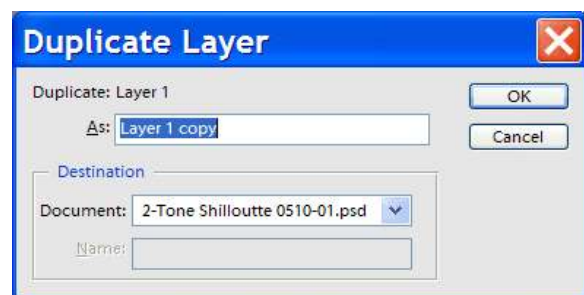 Duplicate Layer
Duplicate: Layer 1
OK
As: Layer 1 copy
Cancel
Destination
Document: 2-Tone Shilloutte 0510-01.psd
Name: